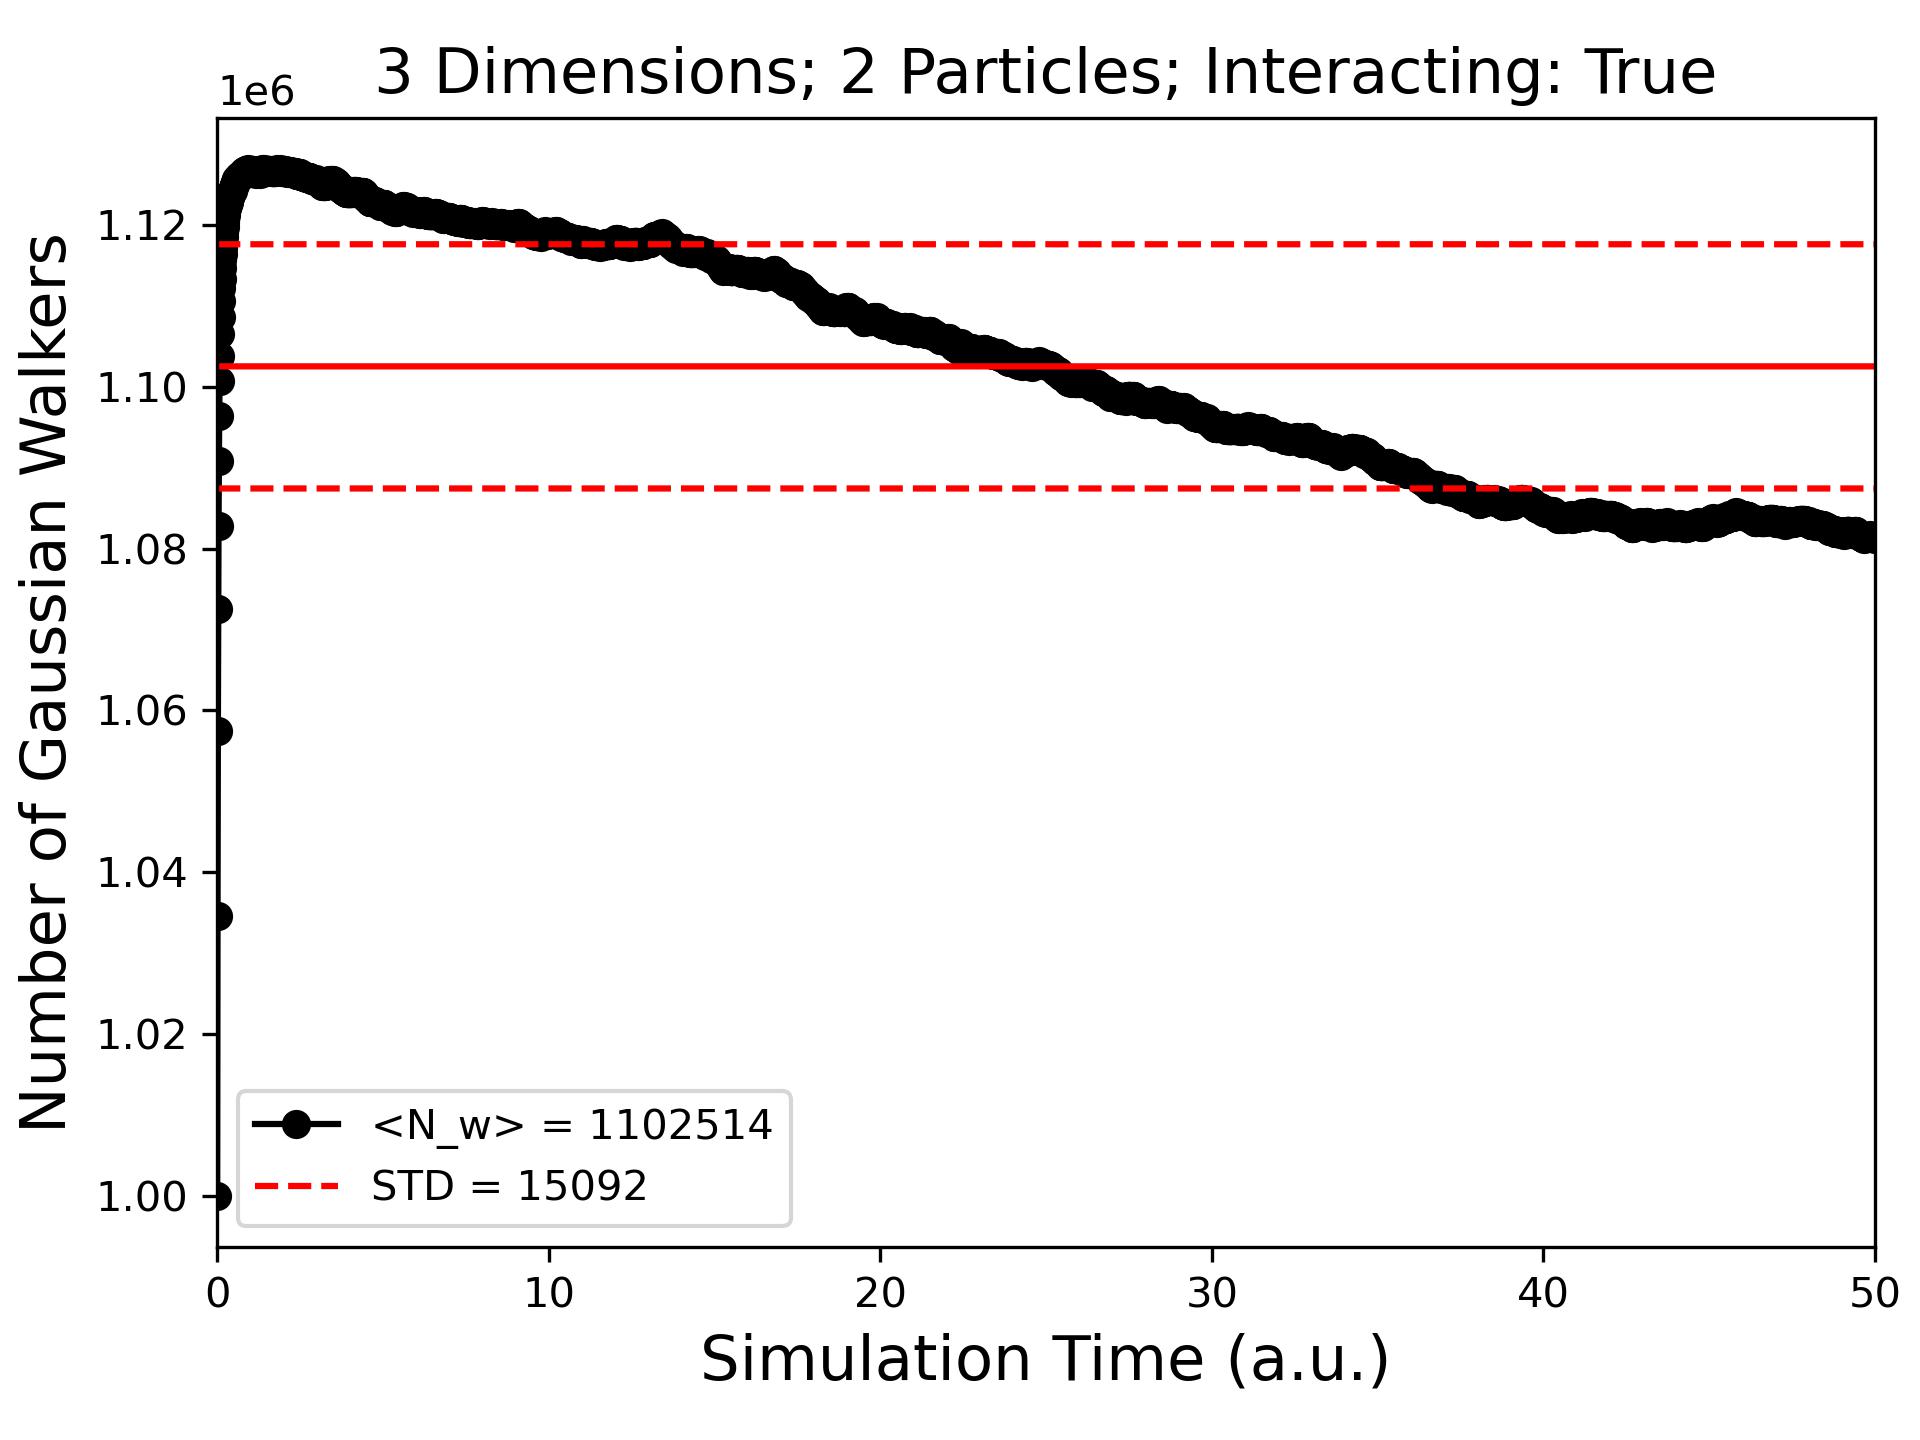 3 Dimensions; 2 Particles; Interacting: True
1e6
Number of Gaussian Walkers
1.12
1.10
1.08
1.06
1.04
1.02
1.00
<N_w> = 1102514
STD = 15092
0 10 20 30 40 50
Simulation Time (a.u.)